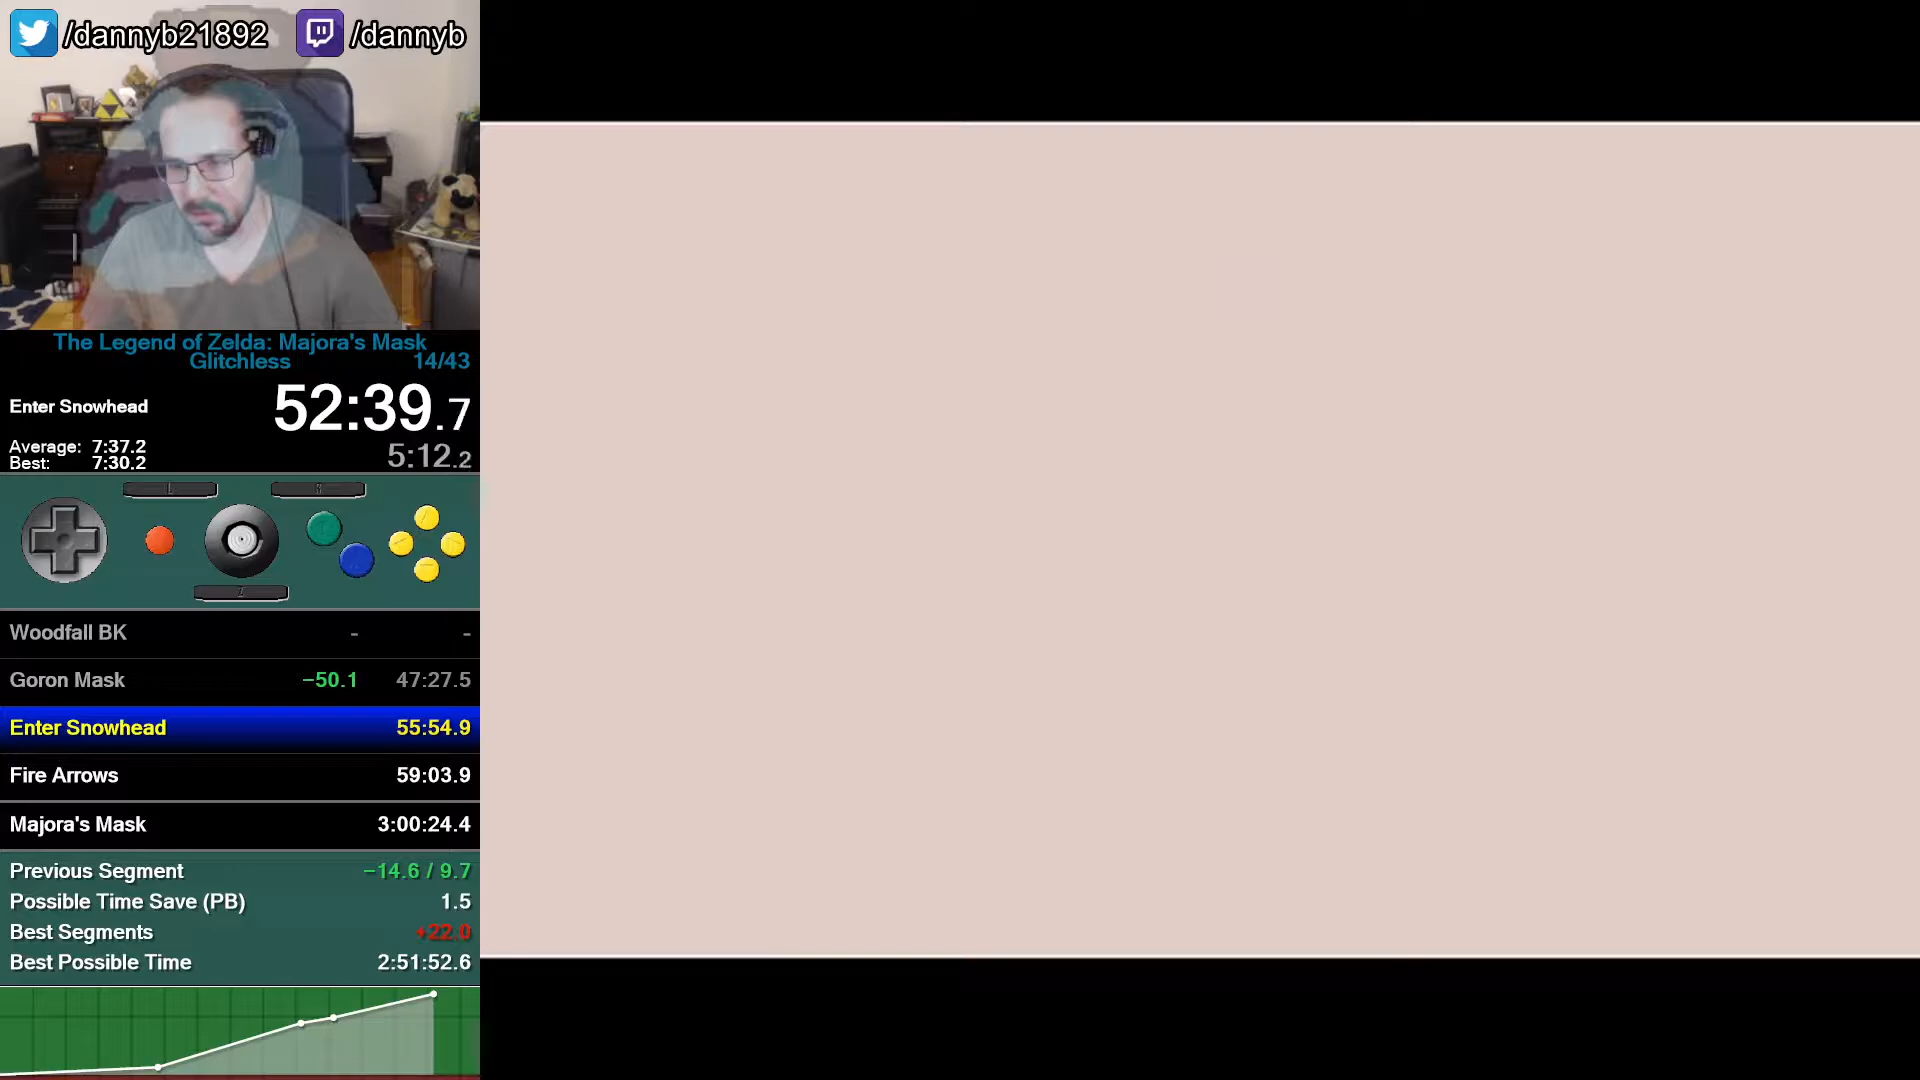 /dannyb21892 /dannyb
The Legend of Zelda: Majora's Mask
Glitchless 14/43
Enter Snowhead 52:39.7
Average: 7:37.2
Best: 7:30.2 5:12.2
Woodfall BK - -
Goron Mask −50.1 47:27.5
Enter Snowhead 55:54.9
Fire Arrows 59:03.9
Majora's Mask 3:00:24.4
Previous Segment −14.6 / 9.7
Possible Time Save (PB) 1.5
Best Segments +22.0
Best Possible Time 2:51:52.6